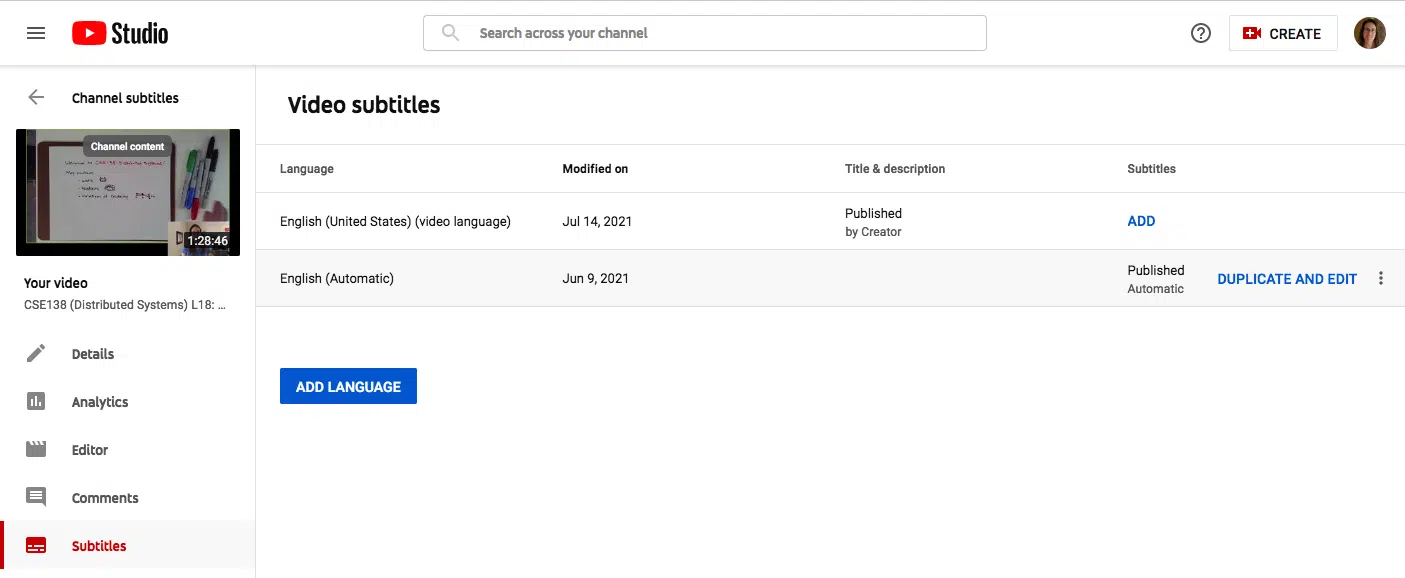 Studio
Search across your channel
CREATE
Channel subtitles
Channel content
1:28:46
Your video
CSE138 (Distributed Systems) L18: ...
Details
Analytics
Editor
Comments
Subtitles
Video subtitles
Language Modified on Title & description Subtitles
English (United States) (video language) Jul 14, 2021 Published
by Creator ADD
English (Automatic) Jun 9, 2021 Published
Automatic DUPLICATE AND EDIT
ADD LANGUAGE